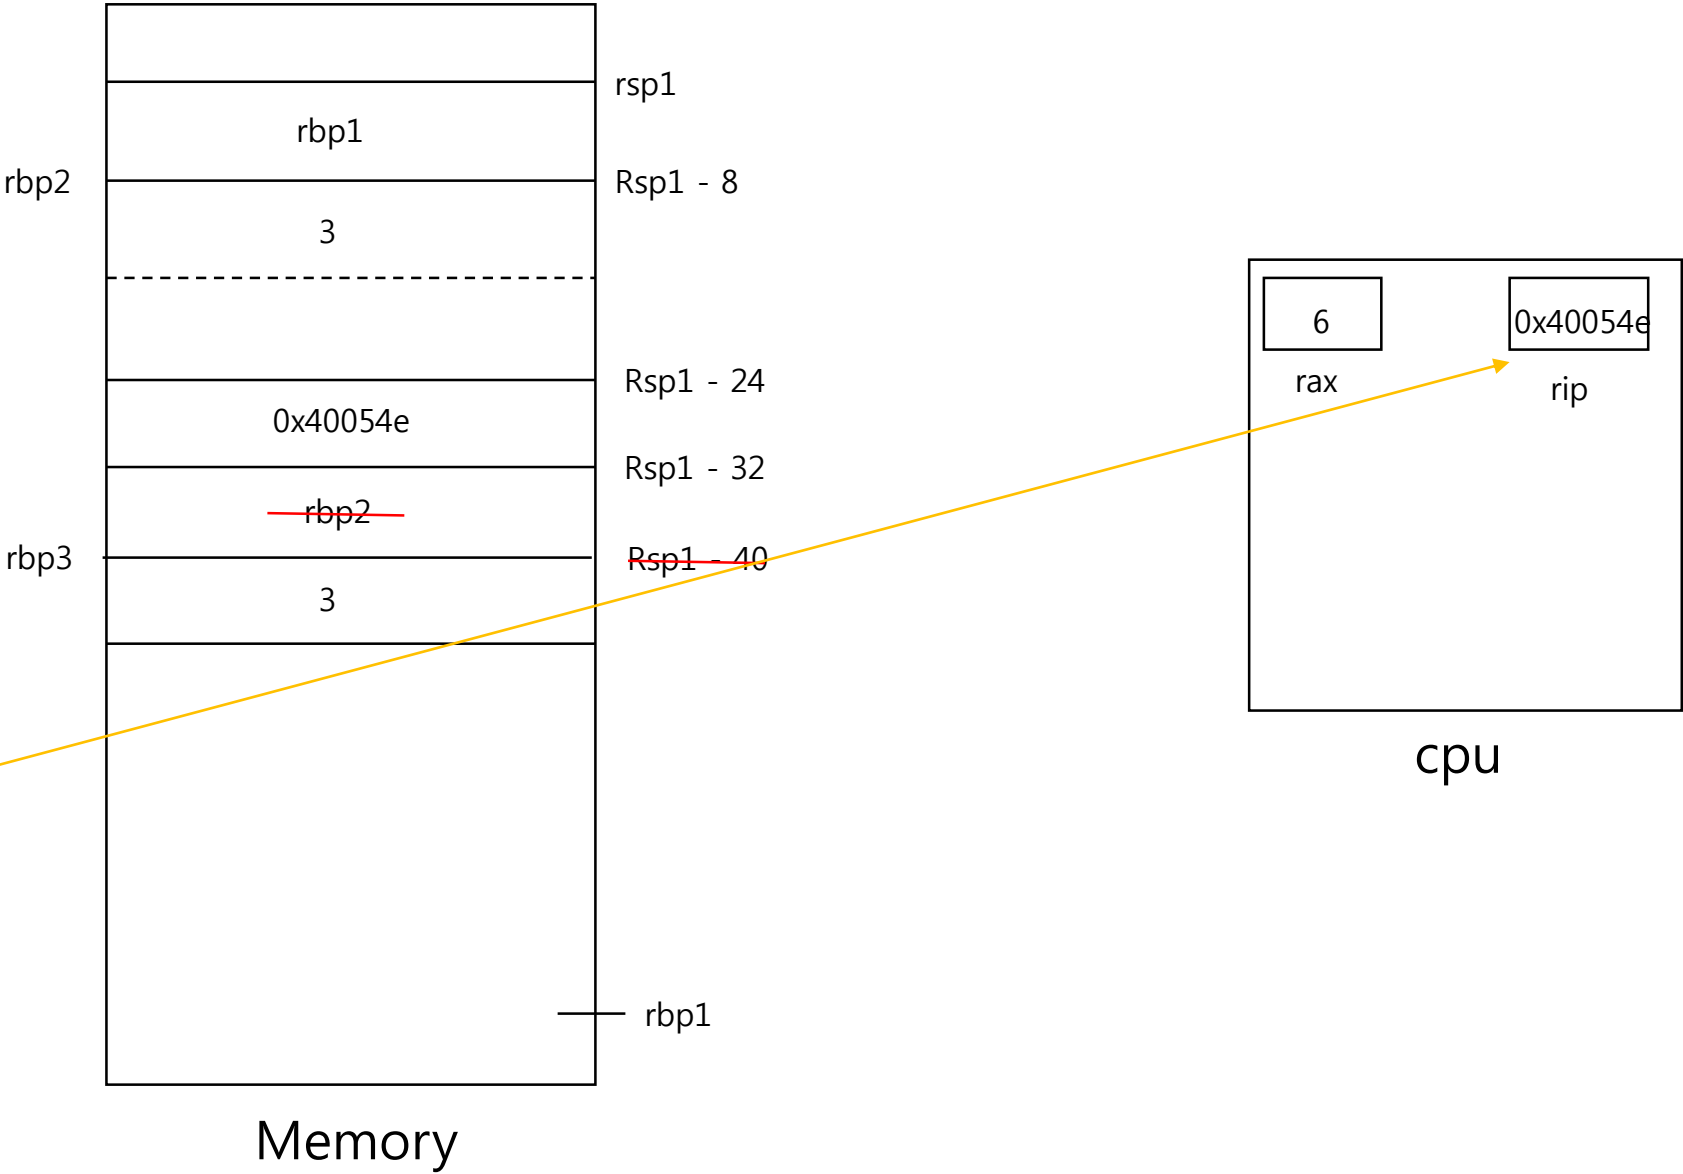 rsp1
rbp1
rbp2
Rsp1 - 8
3
6
0x40054e
rax
rip
Rsp1 - 24
0x40054e
Rsp1 - 32
rbp2
rbp3
Rsp1 - 40
3
cpu
rbp1
Memory